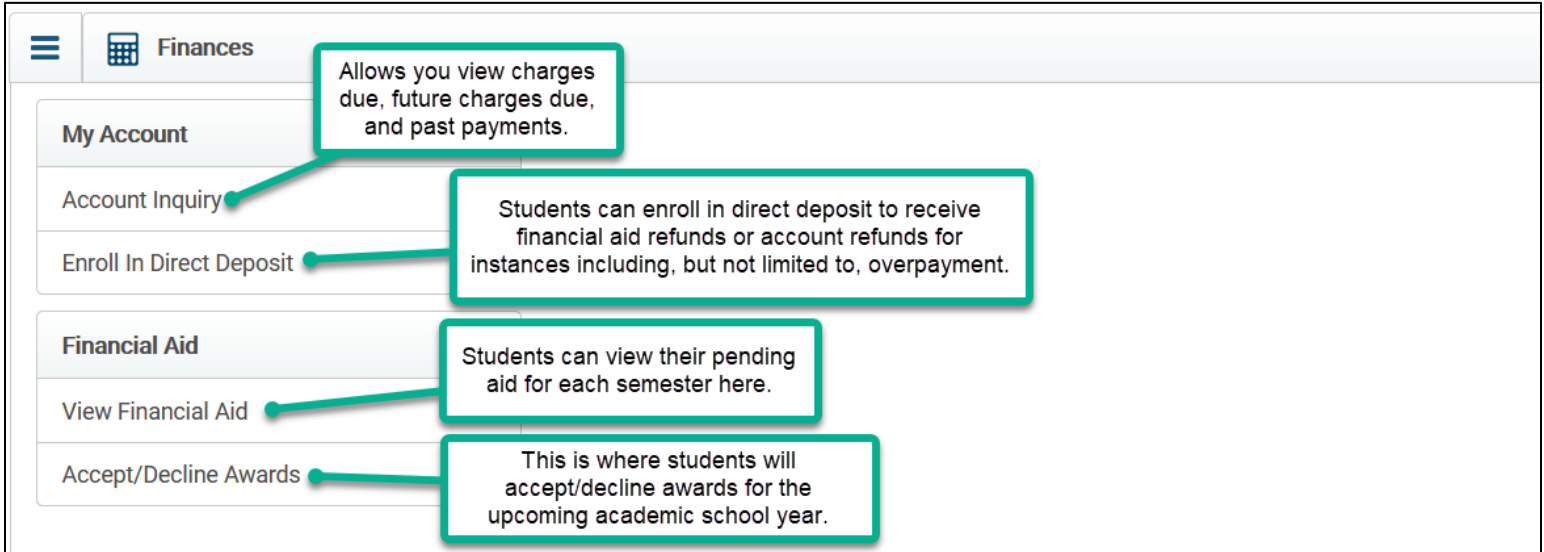 Finances
Allows you view charges
due, future charges due,
and past payments.
My Account
Account Inquiry
Students can enroll in direct deposit to receive
financial aid refunds or account refunds for
instances including, but not limited to, overpayment.
Enroll In Direct Deposit
Financial Aid
Students can view their pending
aid for each semester here.
View Financial Aid
This is where students will
accept/decline awards for the
upcoming academic school year.
Accept/Decline Awards